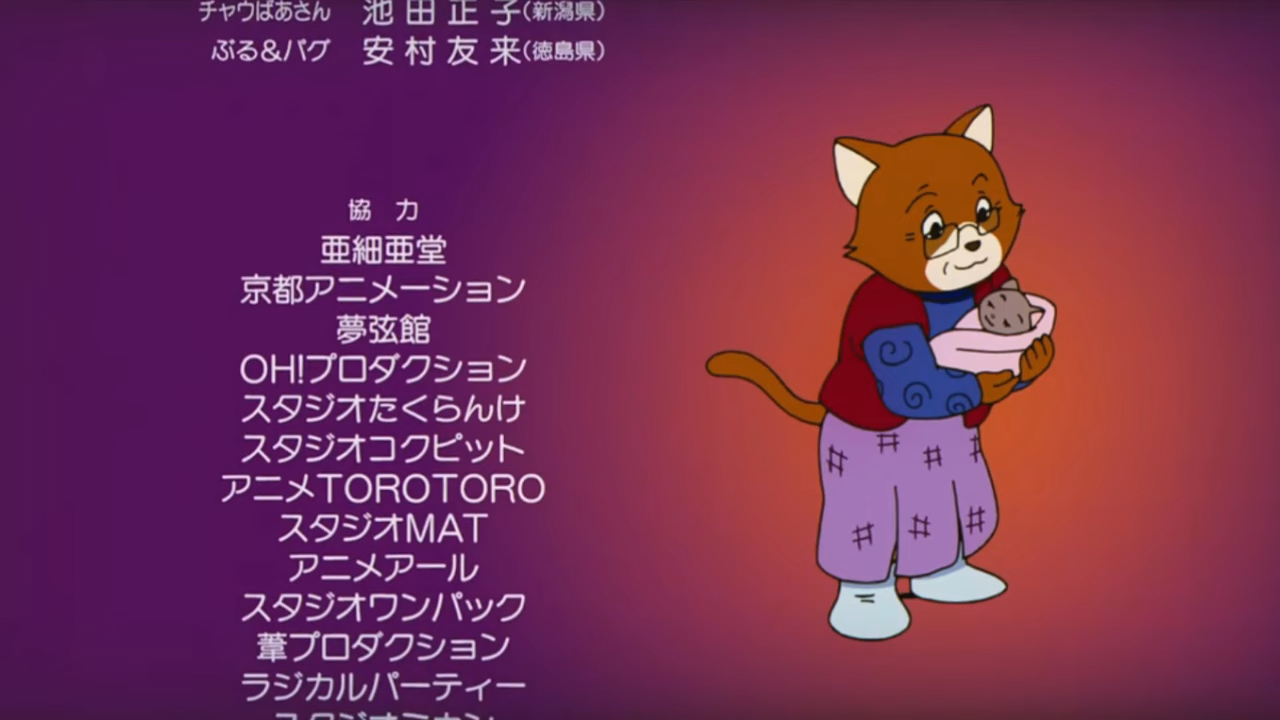 チャウばあさん 池田正子(新潟県)
ぶる&パグ 安村友来(徳島県)
協力
亜細亜堂
京都アニメーション
夢弦館
OH!プロダクション
スタジオたくらんけ
スタジオコクピット
アニメTOROTORO
スタジオMAT
アニメアール
スタジオワンパック
葦プロダクション
ラジカルパーティー